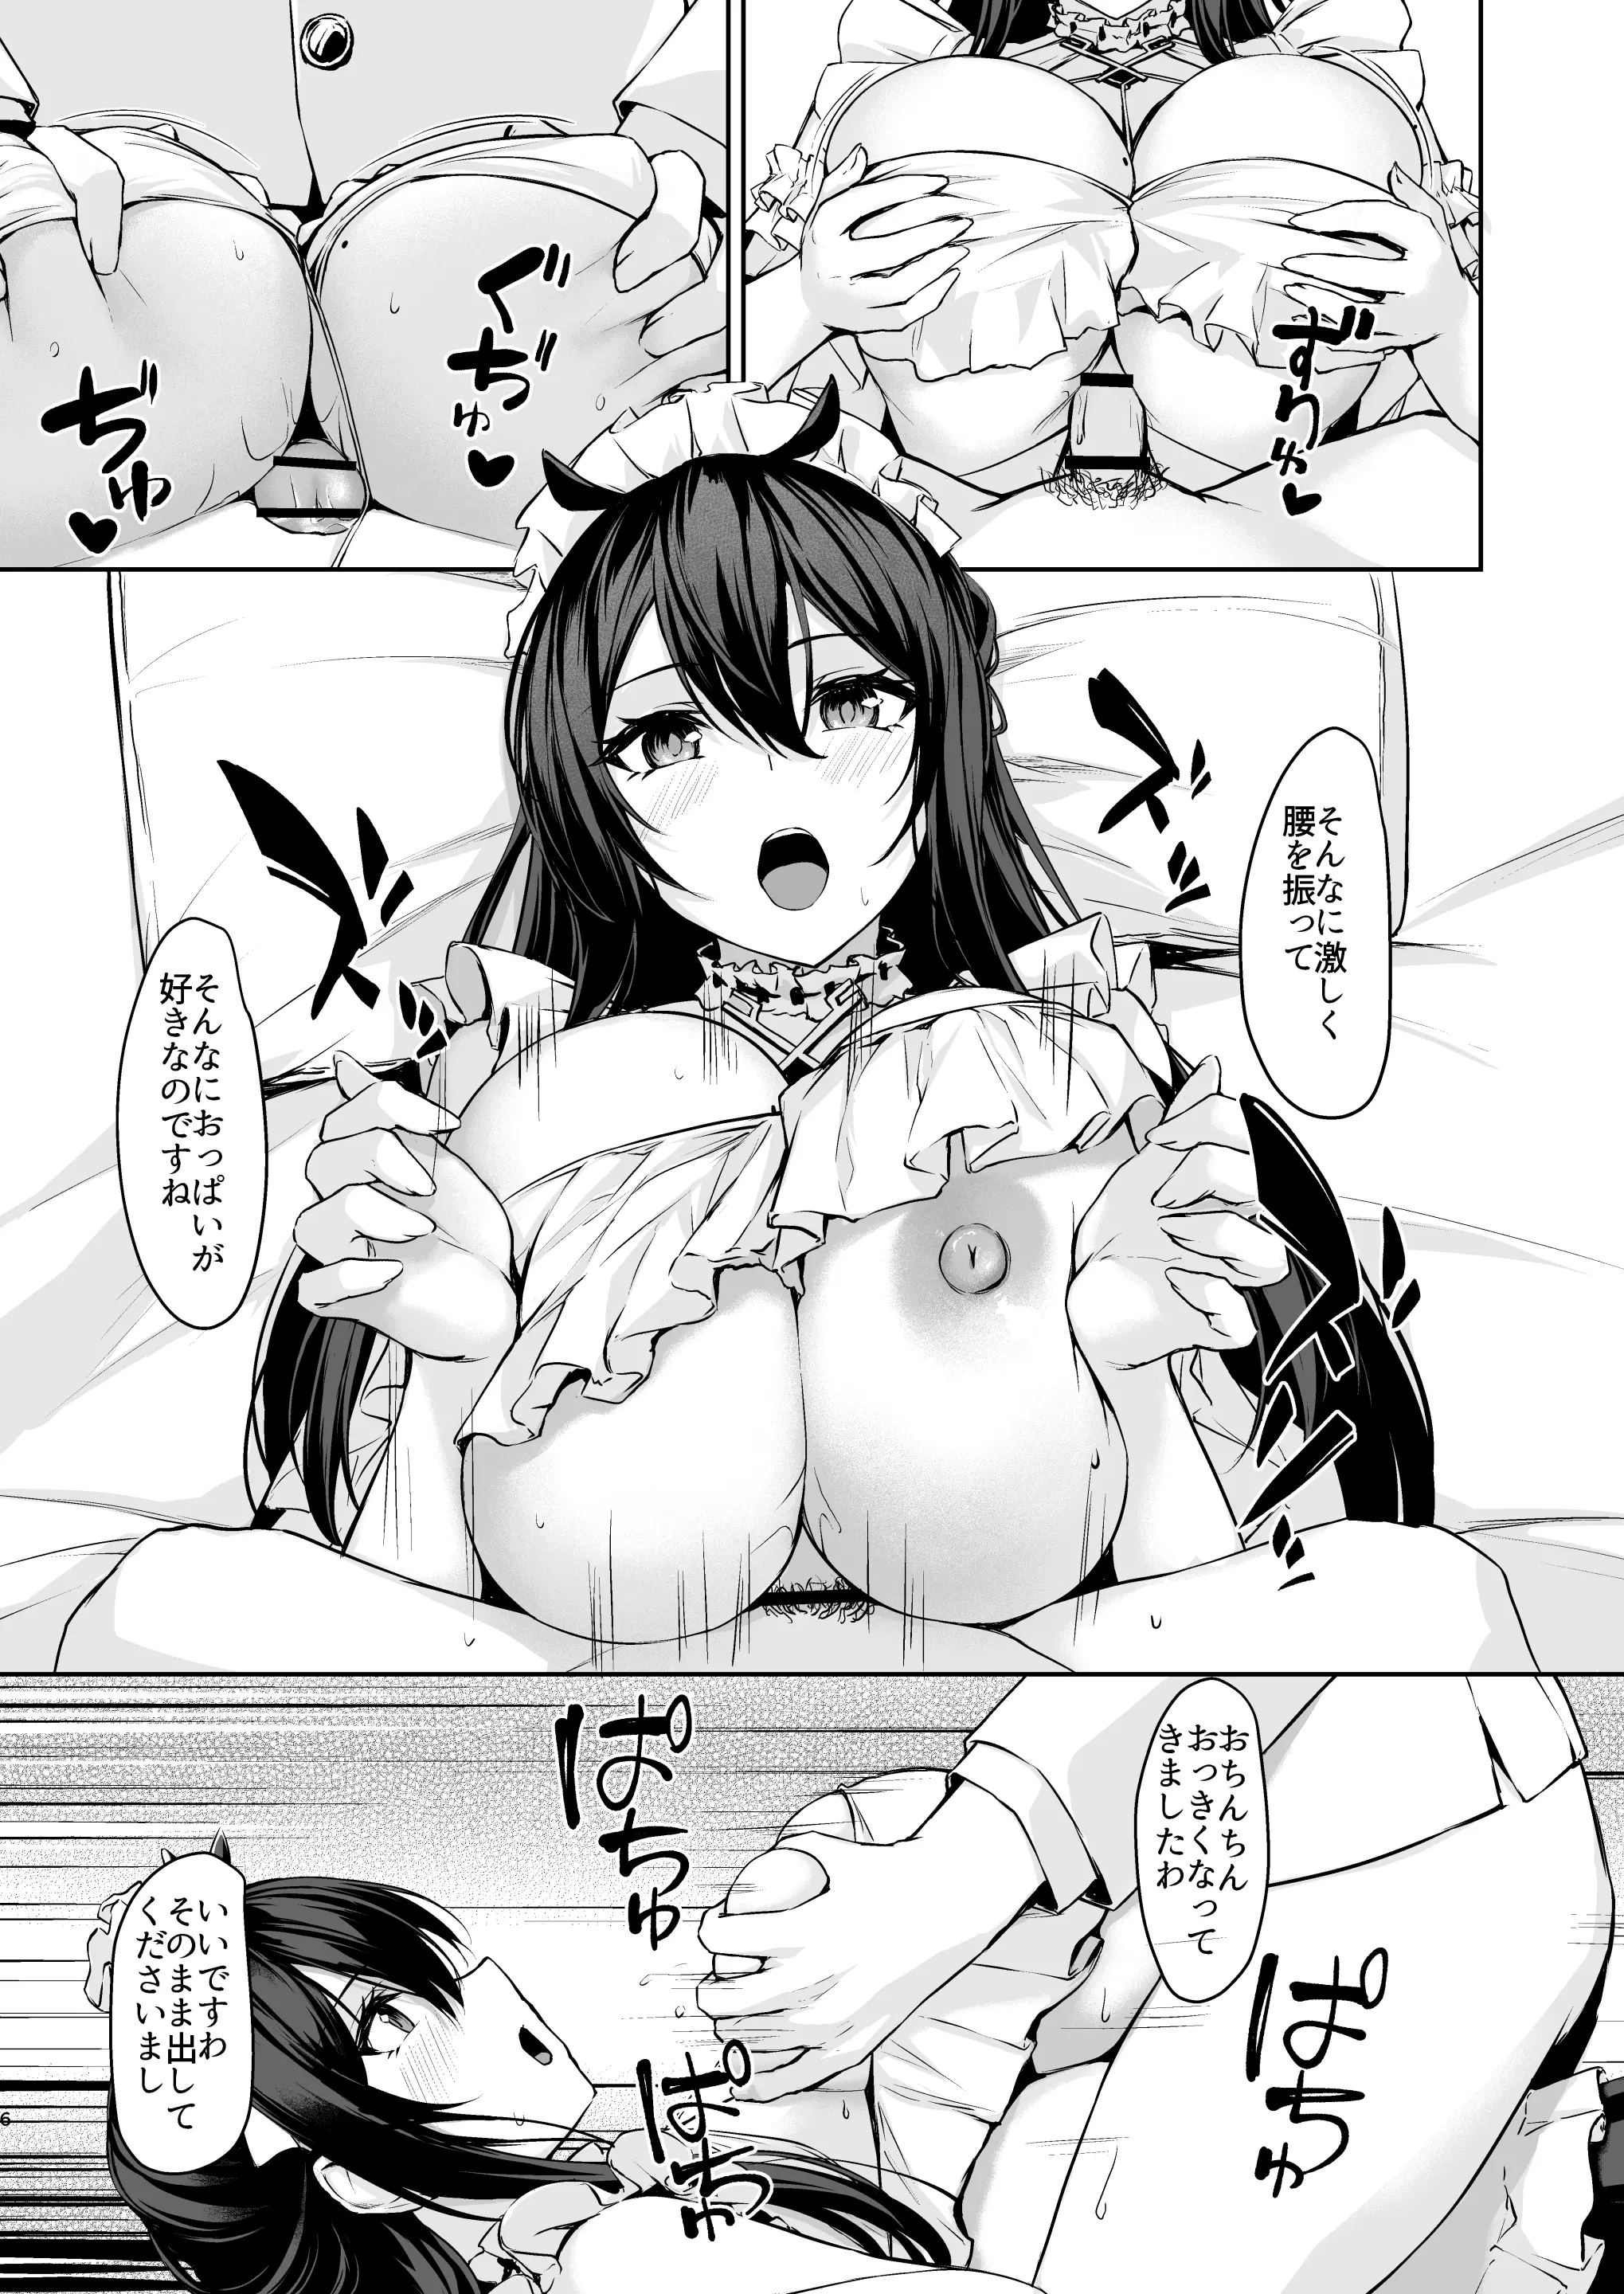 ずりゅ
ぐぢゅ
ぢゅ
そんなに激しく
腰を振って
そんなにおっぱいが
好きなのですね
おちんちん
おっきくなって
きましたわ
ぱちゅ
ぱちゅ
ぱちゅ
いいですわ
そのまま出して
くださいまし
6